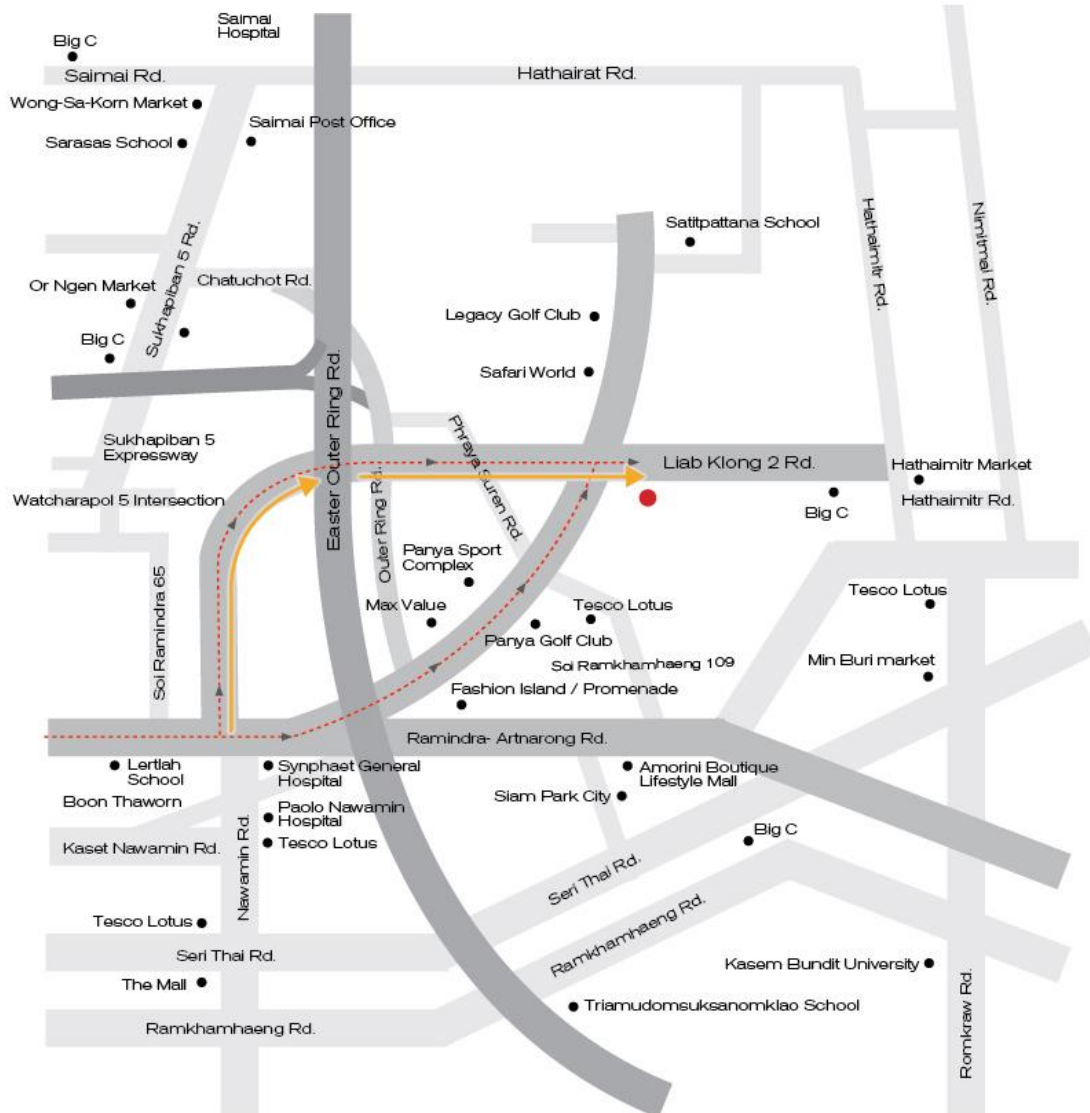 Saimai
Hospital
Big C
Saimai Rd.
Hathairat Rd.
Wong-Sa-Korn Market
Saimai Post Office
Sarasas School
Sukhapiban 5 Rd.
Satitpattana School
Hathaimitr Rd.
Nimitmai Rd.
Chatuchot Rd.
Or Ngen Market
Legacy Golf Club
Big C
Safari World
Easter Outer Ring Rd.
Phraya Suren Rd.
Sukhapiban 5
Expressway
Liab Klong 2 Rd.
Hathaimitr Market
Watcharapol 5 Intersection
Hathaimitr Rd.
Big C
Outer Ring Rd.
Panya Sport
Complex
Soi Ramindra 65
Max Value
Tesco Lotus
Tesco Lotus
Panya Golf Club
Soi Ramkhamhaeng 109
Min Buri market
Fashion Island / Promenade
Ramindra- Artnarong Rd.
Lertlah
School
Synphaet General
Hospital
Amorini Boutique
Lifestyle Mall
Boon Thaworn
Paolo Nawamin
Hospital
Siam Park City
Kaset Nawamin Rd.
Tesco Lotus
Big C
Nawamin Rd.
Seri Thai Rd.
Tesco Lotus
Ramkhamhaeng Rd.
Seri Thai Rd.
Kasem Bundit University
The Mall
Triamudomsuksanomklao School
Ramkhamhaeng Rd.
Romkraw Rd.